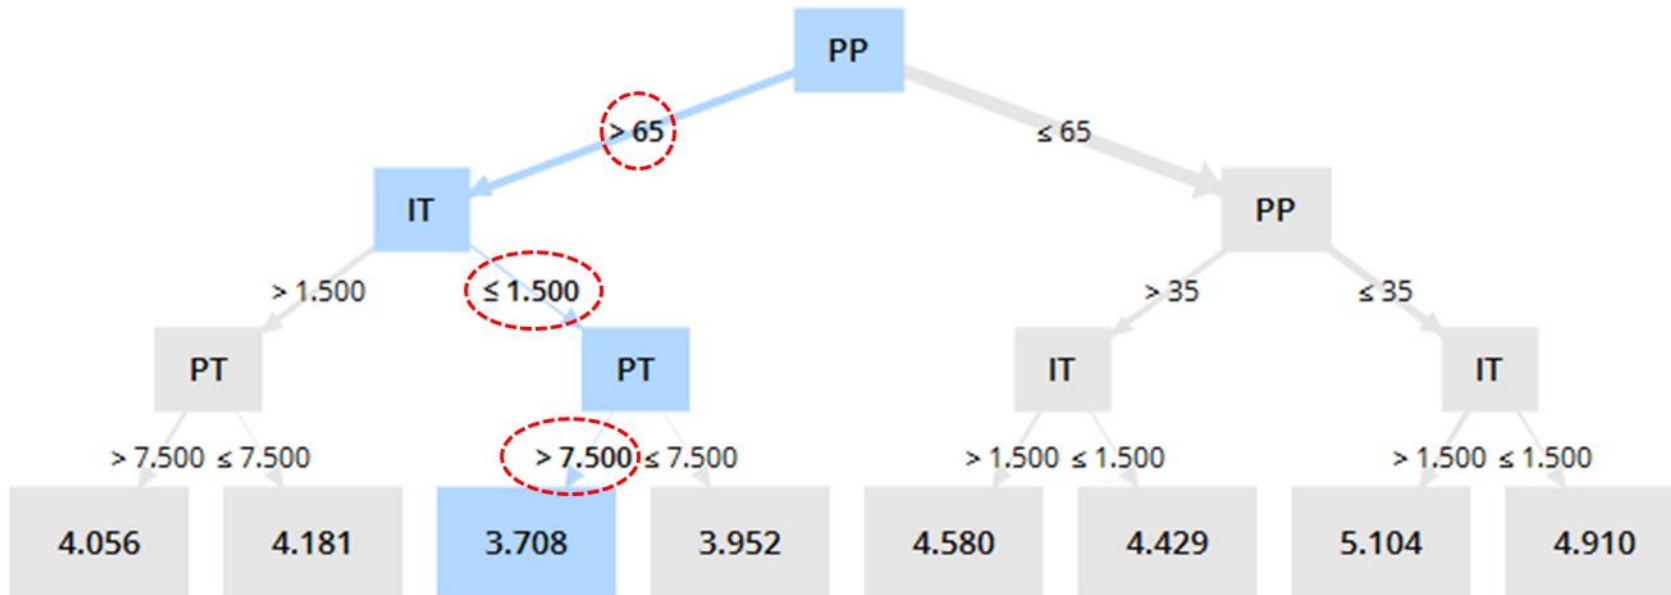 PP
> 65
≤ 65
IT
PP
> 1.500
≤ 1.500
> 35
≤ 35
PT
PT
IT
IT
> 7.500 ≤ 7.500
> 7.500 ≤ 7.500
> 1.500 ≤ 1.500
> 1.500 ≤ 1.500
4.056
4.181
3.708
3.952
4.580
4.429
5.104
4.910